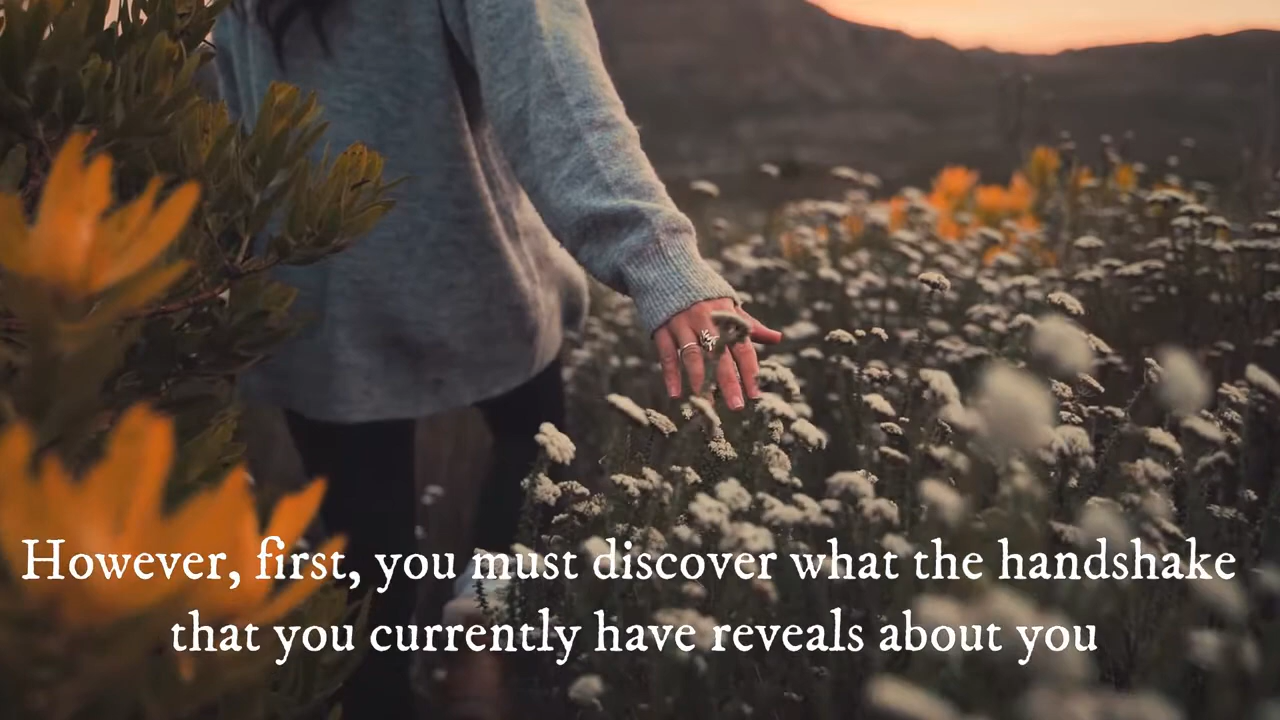 However, first, you must discover what the handshake
that you currently have reveals about you